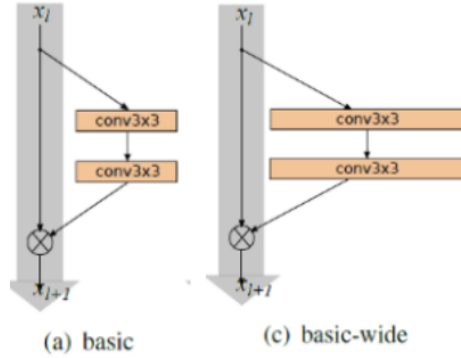 x_l
conv3x3
conv3x3
x_{l+1}
(a) basic
x_l
conv3x3
conv3x3
x_{l+1}
(c) basic-wide